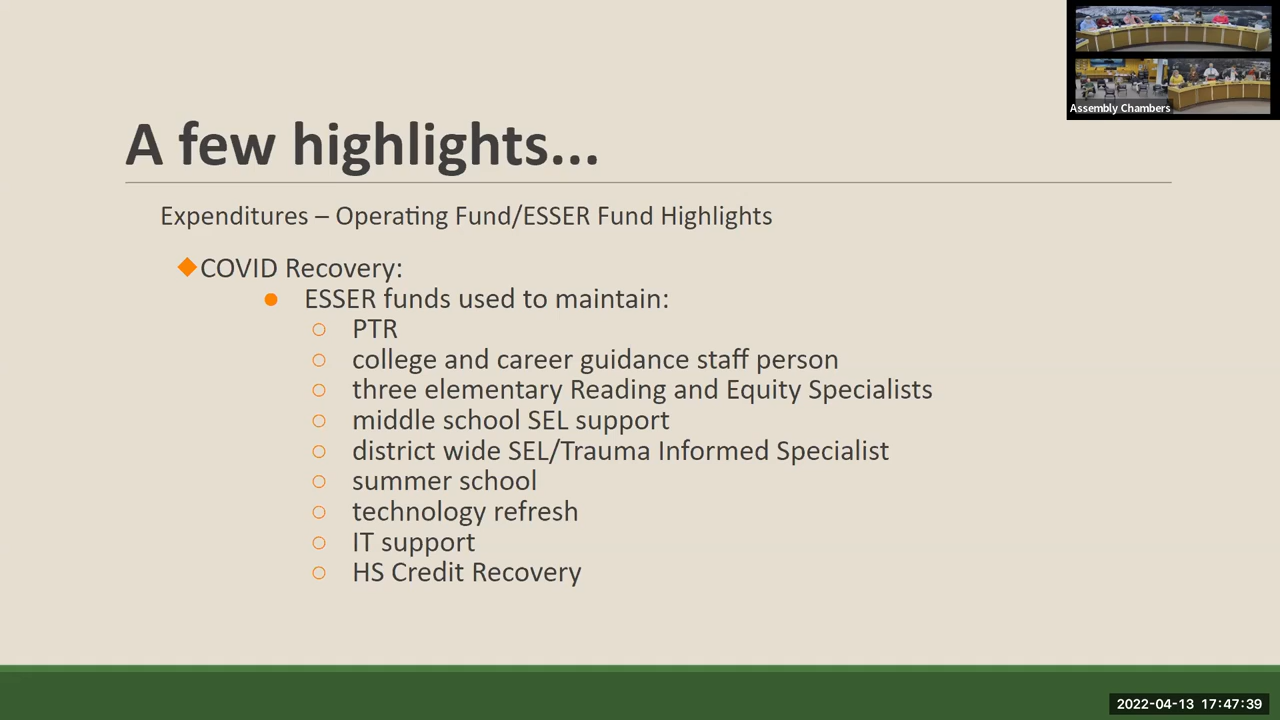 Assembly Chambers
A few highlights...
Expenditures – Operating Fund/ESSER Fund Highlights
COVID Recovery:
ESSER funds used to maintain:
PTR
college and career guidance staff person
three elementary Reading and Equity Specialists
middle school SEL support
district wide SEL/Trauma Informed Specialist
summer school
technology refresh
IT support
HS Credit Recovery
2022-04-13 17:47:39